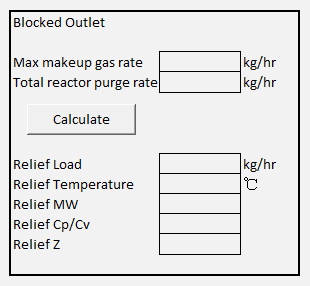 Blocked Outlet
Max makeup gas rate kg/hr
Total reactor purge rate kg/hr
Calculate
Relief Load kg/hr
Relief Temperature ℃
Relief MW
Relief Cp/Cv
Relief Z